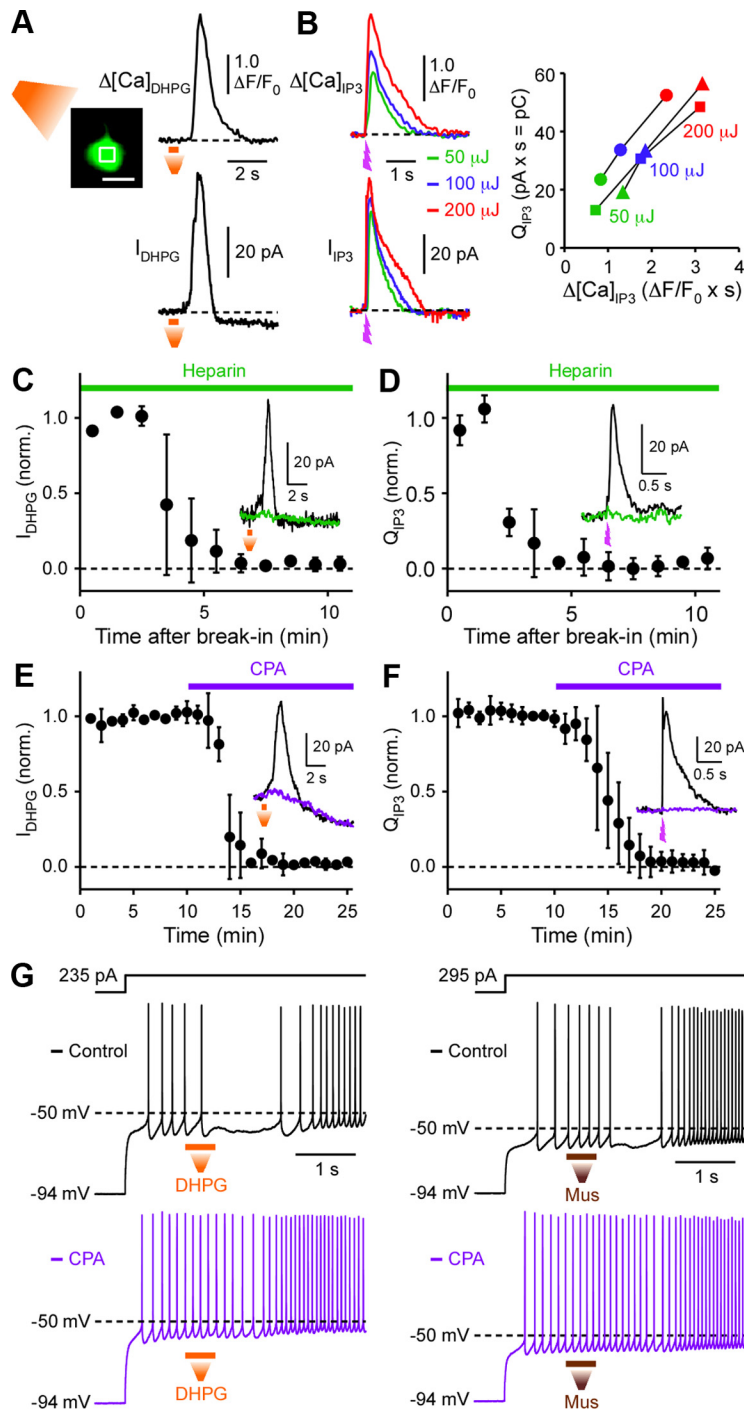 A
Δ[Ca]DHPG
1.0
ΔF/F0
2 s
IDHPG
20 pA
B
Δ[Ca]IP3
1.0
ΔF/F0
1 s
50 μJ
100 μJ
200 μJ
IIP3
20 pA
QIP3 (pA x s = pC)
60
40
20
0
200 μJ
100 μJ
50 μJ
0 1 2 3 4
Δ[Ca]IP3 (ΔF/F0 x s)
C
Heparin
IDHPG (norm.)
1.0
0.5
0.0
20 pA
2 s
0 5 10
Time after break-in (min)
D
Heparin
QIP3 (norm.)
1.0
0.5
0.0
20 pA
0.5 s
0 5 10
Time after break-in (min)
E
CPA
IDHPG (norm.)
1.0
0.5
0.0
20 pA
2 s
0 5 10 15 20 25
Time (min)
F
CPA
QIP3 (norm.)
1.0
0.5
0.0
20 pA
0.5 s
0 5 10 15 20 25
Time (min)
G
235 pA
Control
-50 mV
-94 mV
DHPG
1 s
CPA
-50 mV
-94 mV
DHPG
295 pA
Control
-50 mV
-94 mV
Mus
1 s
CPA
-50 mV
-94 mV
Mus